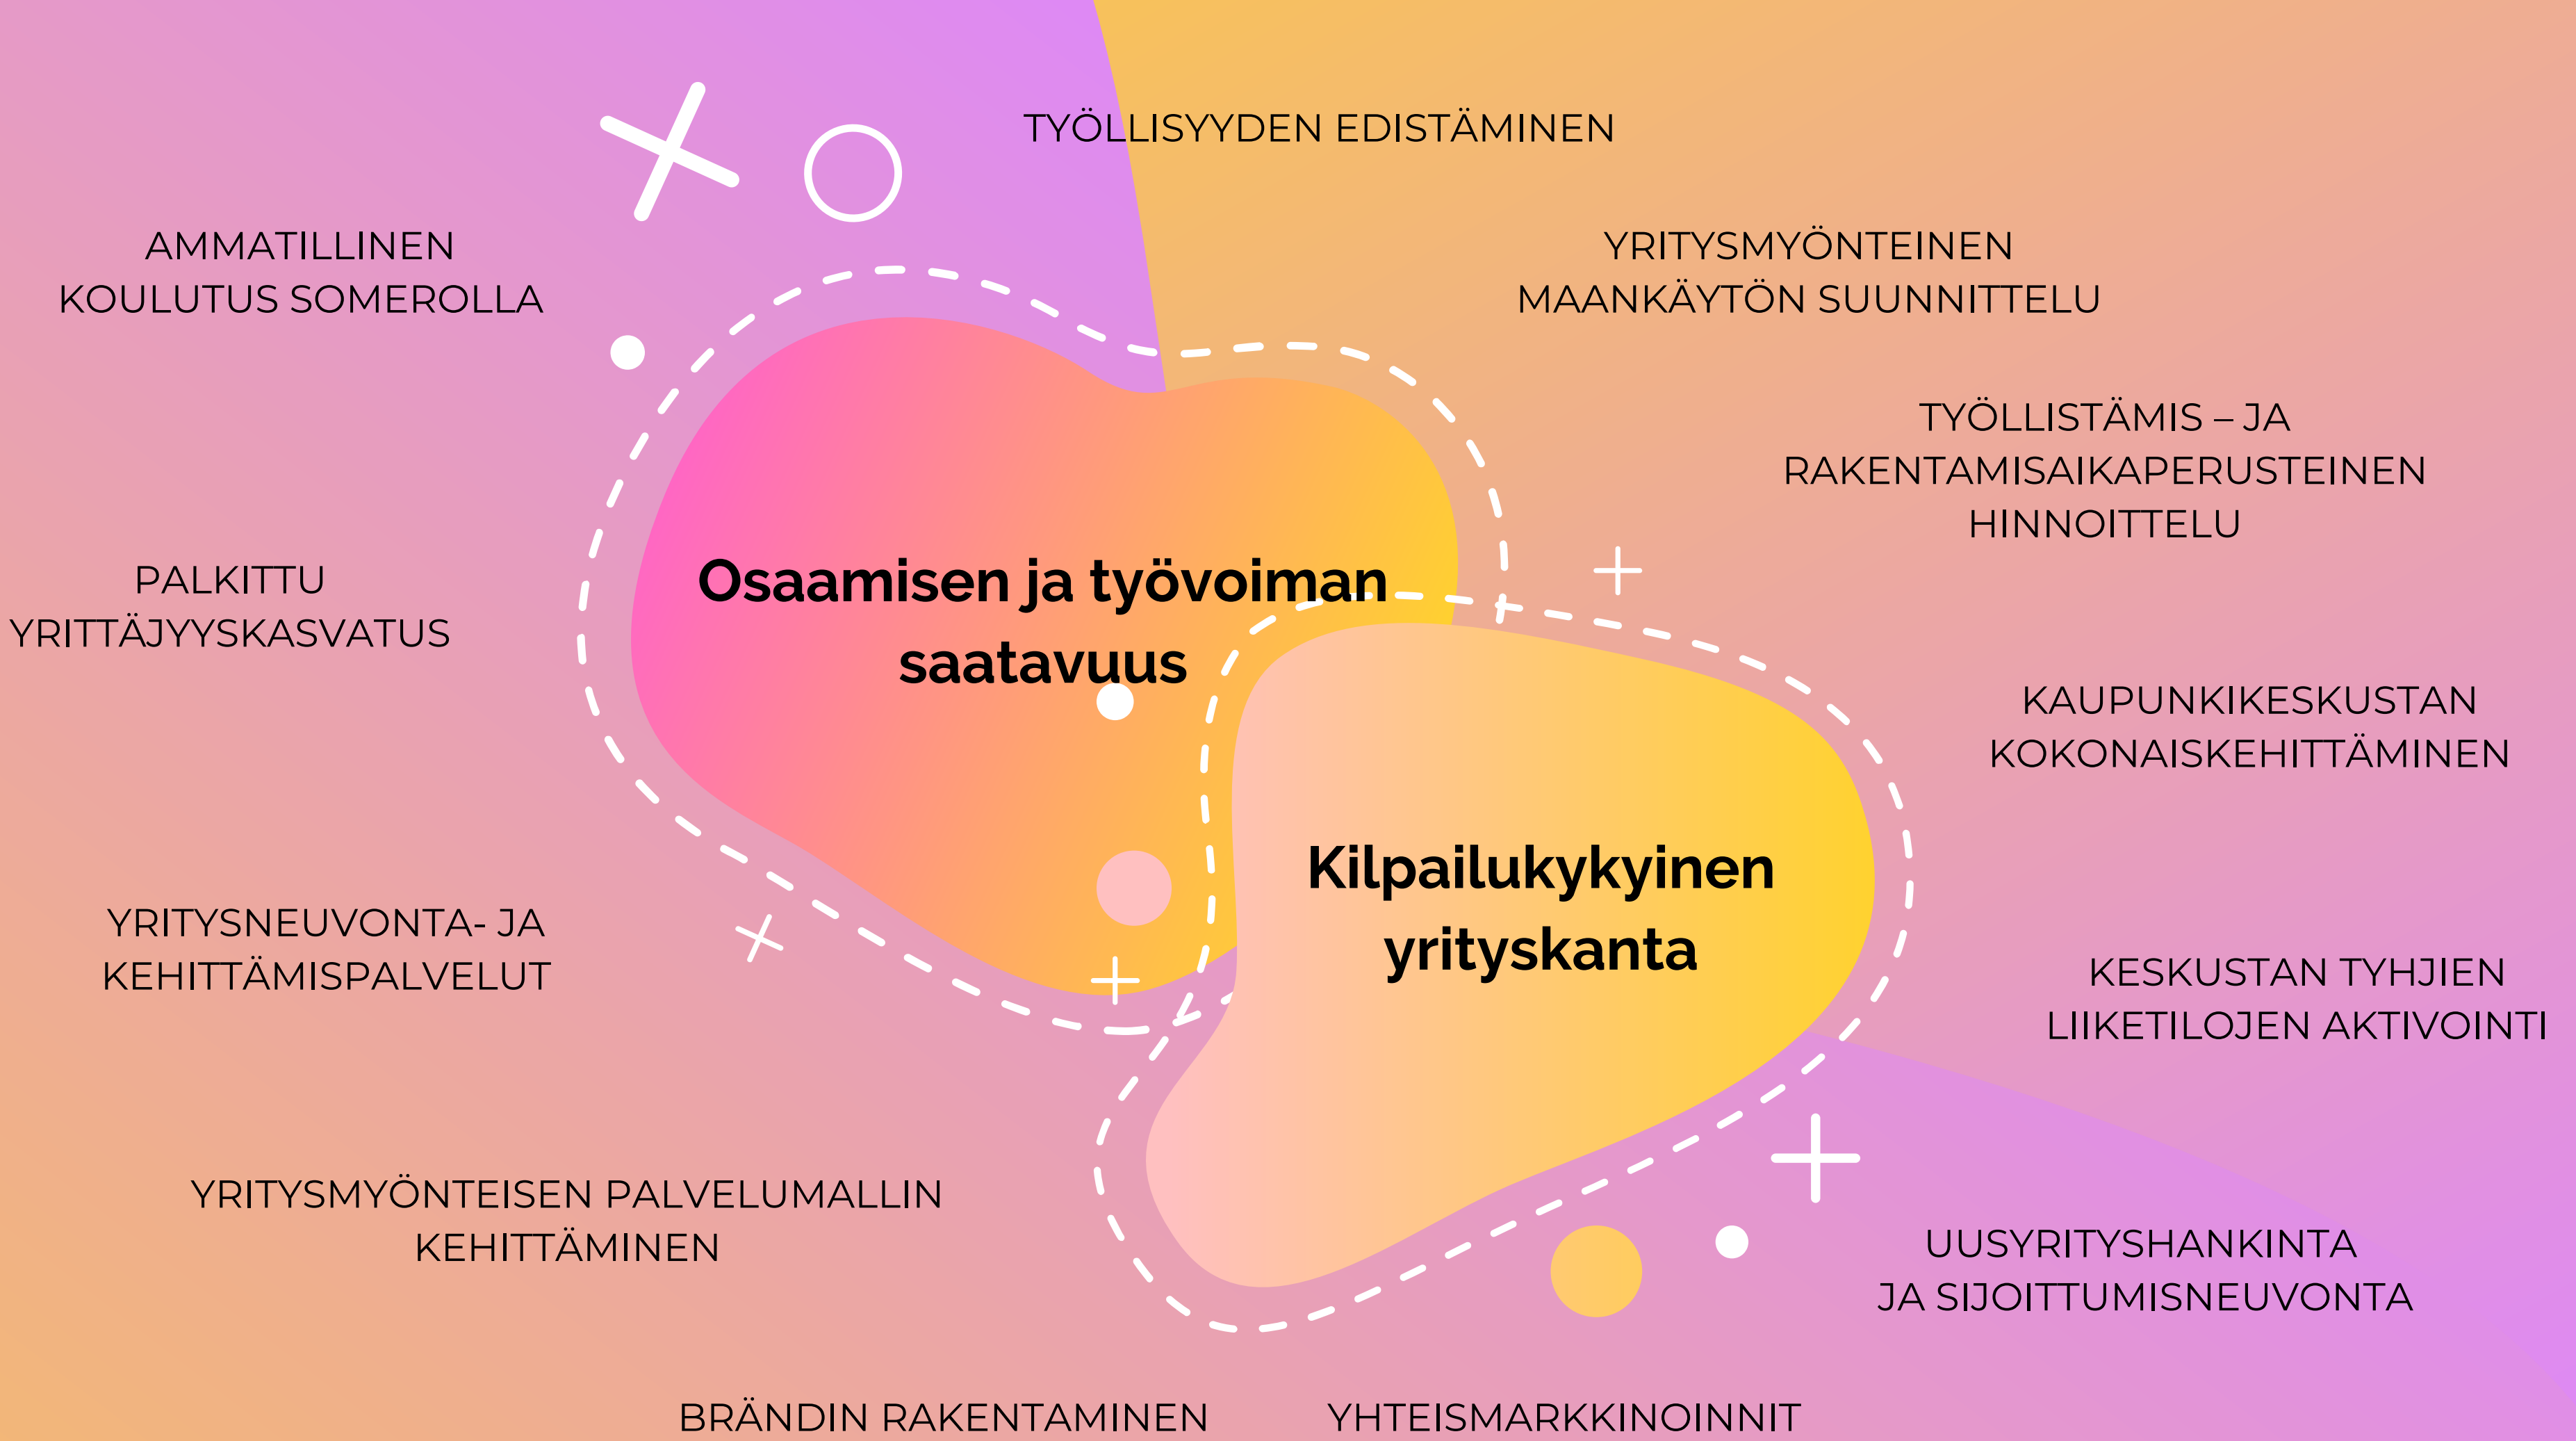 TYÖLLISYYDEN EDISTÄMINEN
AMMATILLINEN
KOULUTUS SOMEROLLA
YRITYSMYÖNTEINEN
MAANKÄYTÖN SUUNNITTELU
TYÖLLISTÄMIS – JA
RAKENTAMISAIKAPERUSTEINEN
HINNOITTELU
PALKITTU
YRITTÄJYYSKASVATUS
Osaamisen ja työvoiman
saatavuus
KAUPUNKIKESKUSTAN
KOKONAISKEHITTÄMINEN
Kilpailukykyinen
yrityskanta
YRITYSNEUVONTA- JA
KEHITTÄMISPALVELUT
KESKUSTAN TYHJIEN
LIIKETILOJEN AKTIVOINTI
YRITYSMYÖNTEISEN PALVELUMALLIN
KEHITTÄMINEN
UUSYRITYSHANKINTA
JA SIJOITTUMISNEUVONTA
BRÄNDIN RAKENTAMINEN
YHTEISMARKKINOINNIT